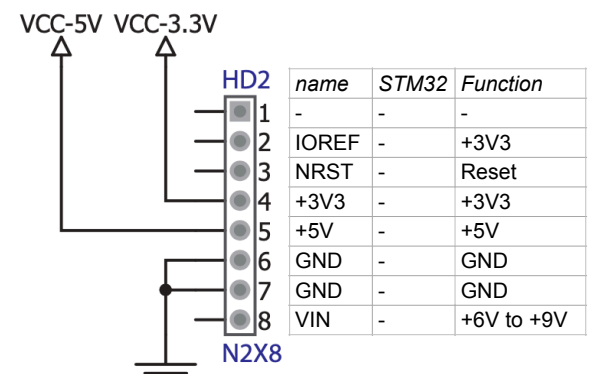 VCC-5V VCC-3.3V
HD2 name STM32 Function
1 - - -
2 IOREF - +3V3
3 NRST - Reset
4 +3V3 - +3V3
5 +5V - +5V
6 GND - GND
7 GND - GND
8 VIN - +6V to +9V
N2X8